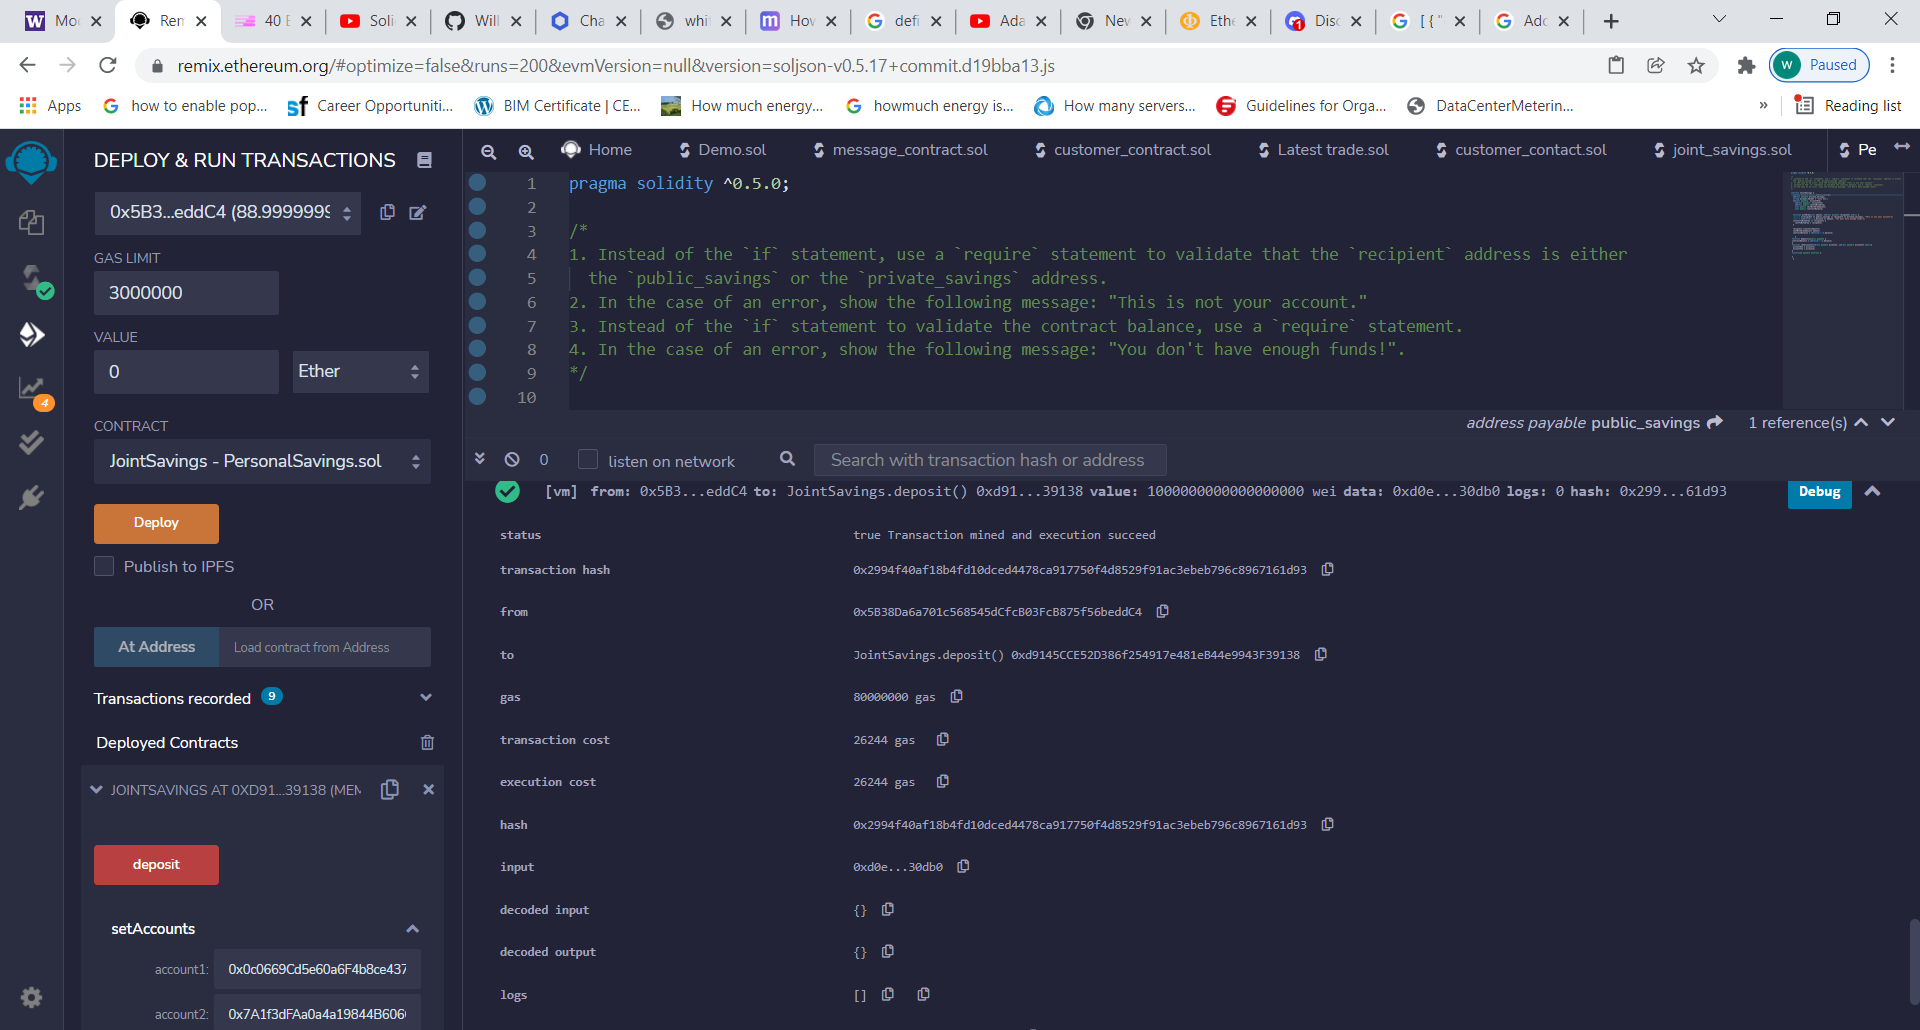 Moc
Rem
40 E
Soli
Will
Cha
whit
How
defi
Ada
New
Ethe
Disc
[ { "
Add
remix.ethereum.org/#optimize=false&runs=200&evmVersion=null&version=soljson-v0.5.17+commit.d19bba13.js
W Paused
Apps
how to enable pop...
Career Opportuniti...
BIM Certificate | CE...
How much energy...
howmuch energy is...
How many servers...
Guidelines for Orga...
DataCenterMeterin...
»
Reading list
DEPLOY & RUN TRANSACTIONS
0x5B3...eddC4 (88.9999999
GAS LIMIT
3000000
VALUE
0
Ether
CONTRACT
JointSavings - PersonalSavings.sol
Deploy
Publish to IPFS
OR
At Address
Load contract from Address
Transactions recorded 9
Deployed Contracts
JOINTSAVINGS AT 0XD91...39138 (MEM
deposit
setAccounts
account1: 0x0c0669Cd5e60a6F4b8ce437
account2: 0x7A1f3dFAa0a4a19844B606
4
Home
Demo.sol
message_contract.sol
customer_contract.sol
Latest trade.sol
customer_contact.sol
joint_savings.sol
Pe
1 pragma solidity ^0.5.0;
2
3 /*
4 1. Instead of the `if` statement, use a `require` statement to validate that the `recipient` address is either
5 the `public_savings` or the `private_savings` address.
6 2. In the case of an error, show the following message: "This is not your account."
7 3. Instead of the `if` statement to validate the contract balance, use a `require` statement.
8 4. In the case of an error, show the following message: "You don't have enough funds!".
9 */
10
address payable public_savings 1 reference(s)
0 listen on network Search with transaction hash or address
[vm] from: 0x5B3...eddC4 to: JointSavings.deposit() 0xd91...39138 value: 1000000000000000000 wei data: 0xd0e...30db0 logs: 0 hash: 0x299...61d93 Debug
status true Transaction mined and execution succeed
transaction hash 0x2994f40af18b4fd10dced4478ca917750f4d8529f91ac3ebeb796c8967161d93
from 0x5B38Da6a701c568545dCfcB03FcB875f56beddC4
to JointSavings.deposit() 0xd9145CCE52D386f254917e481eB44e9943F39138
gas 80000000 gas
transaction cost 26244 gas
execution cost 26244 gas
hash 0x2994f40af18b4fd10dced4478ca917750f4d8529f91ac3ebeb796c8967161d93
input 0xd0e...30db0
decoded input {}
decoded output {}
logs []